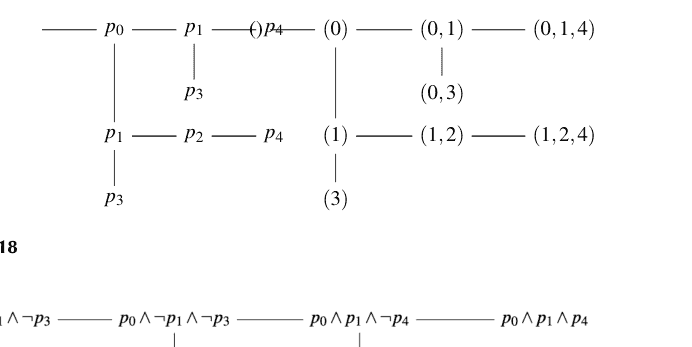 p₀ p₁ () p₄ (0) (0,1) (0,1,4)
p₃ (0,3)
p₁ p₂ p₄ (1) (1,2) (1,2,4)
p₃ (3)
18
₁ ∧ ¬p₃ p₀ ∧ ¬p₁ ∧ ¬p₃ p₀ ∧ p₁ ∧ ¬p₄ p₀ ∧ p₁ ∧ p₄